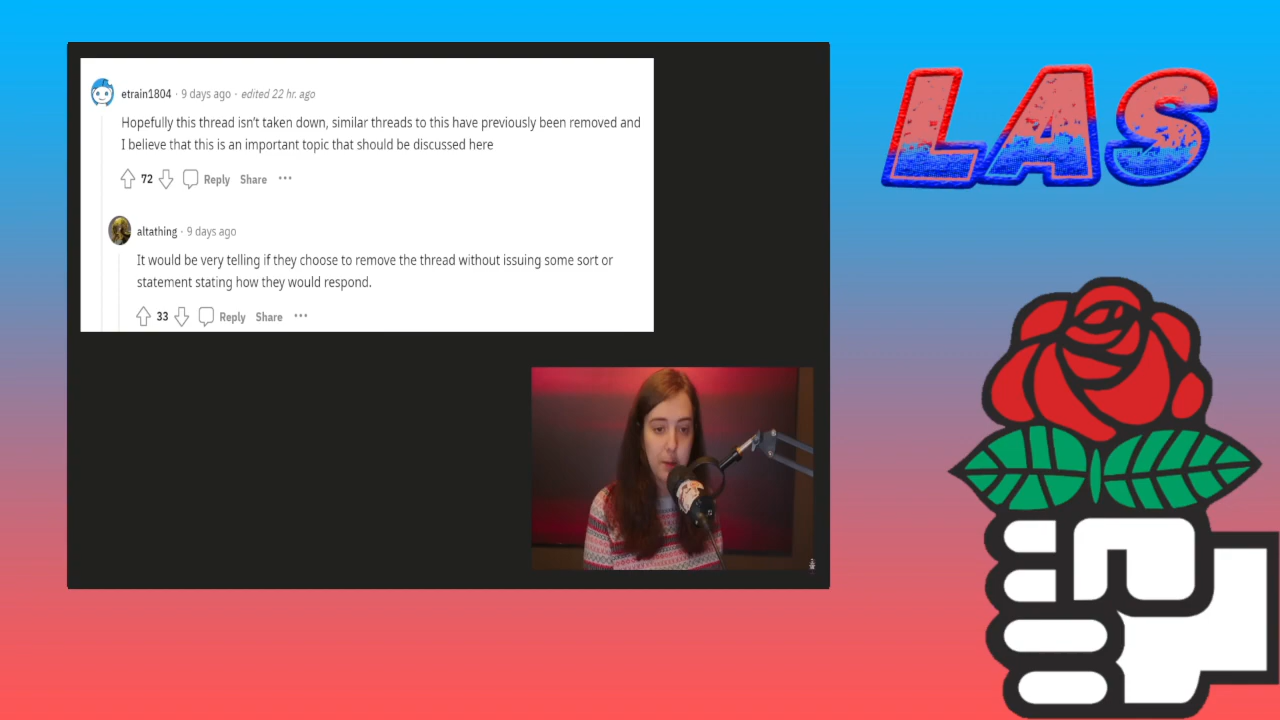 LAS
etrain1804 · 9 days ago · edited 22 hr. ago
Hopefully this thread isn't taken down, similar threads to this have previously been removed and
I believe that this is an important topic that should be discussed here
72 Reply Share ···
altathing · 9 days ago
It would be very telling if they choose to remove the thread without issuing some sort or
statement stating how they would respond.
33 Reply Share ···